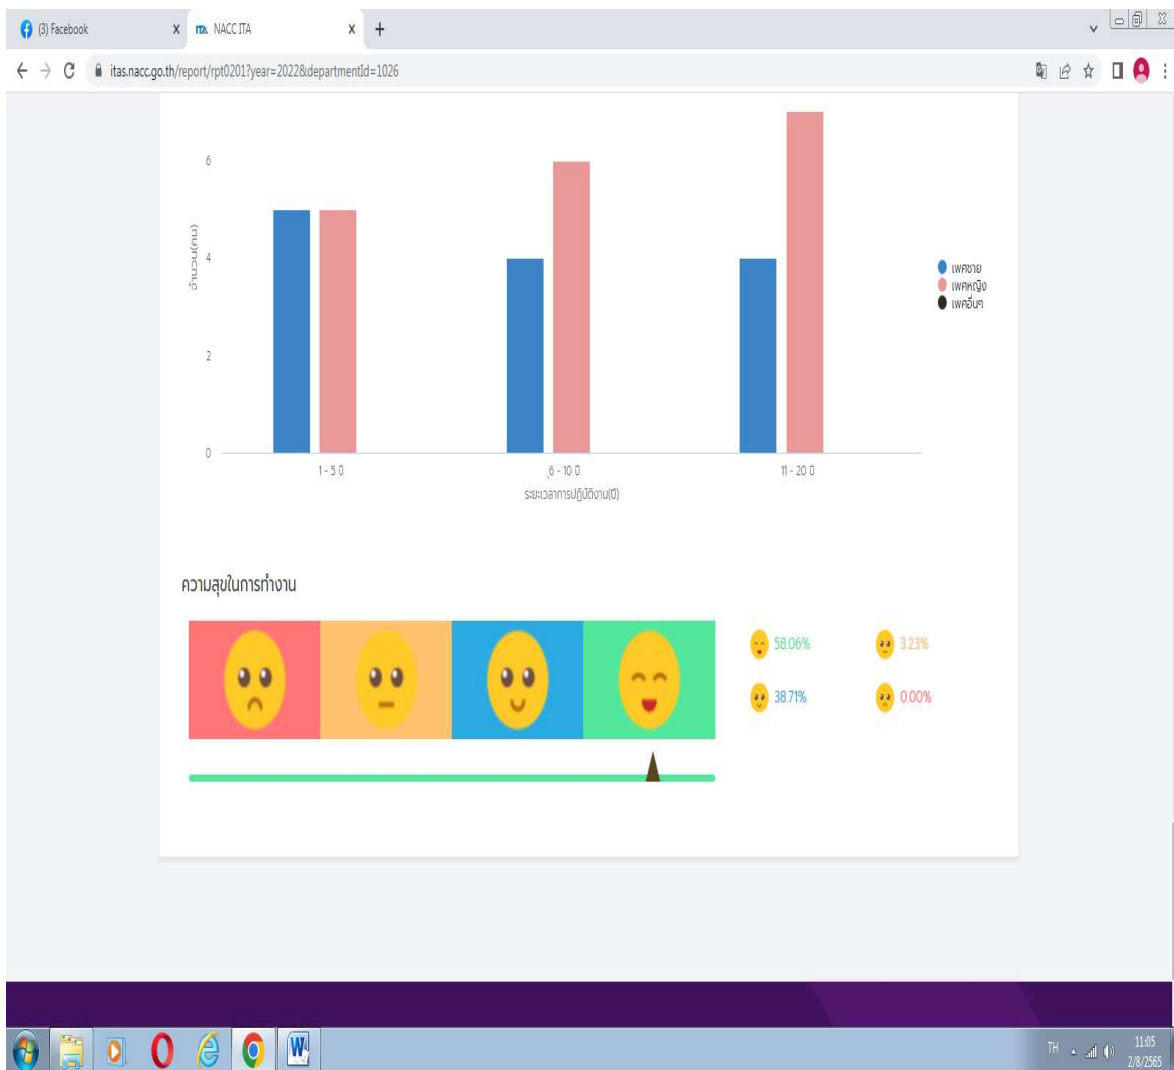 (3) Facebook
ITA NACC ITA
itas.nacc.go.th/report/rpt0201?year=2022&departmentId=1026
6
4
2
0
จำนวน(คน)
1 - 5 ปี
ุ6 - 10 ปี
11 - 20 ปี
ระยะเวลาการปฏิบัติงาน(ปี)
เพศชาย
เพศหญิง
เพศอื่นๆ
ความสุขในการทำงาน
58.06%
3.23%
38.71%
0.00%
TH
11:05
2/8/2565